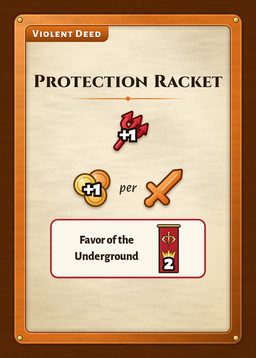 VIOLENT DEED
PROTECTION RACKET
+1
+1 per
Favor of the
Underground
2